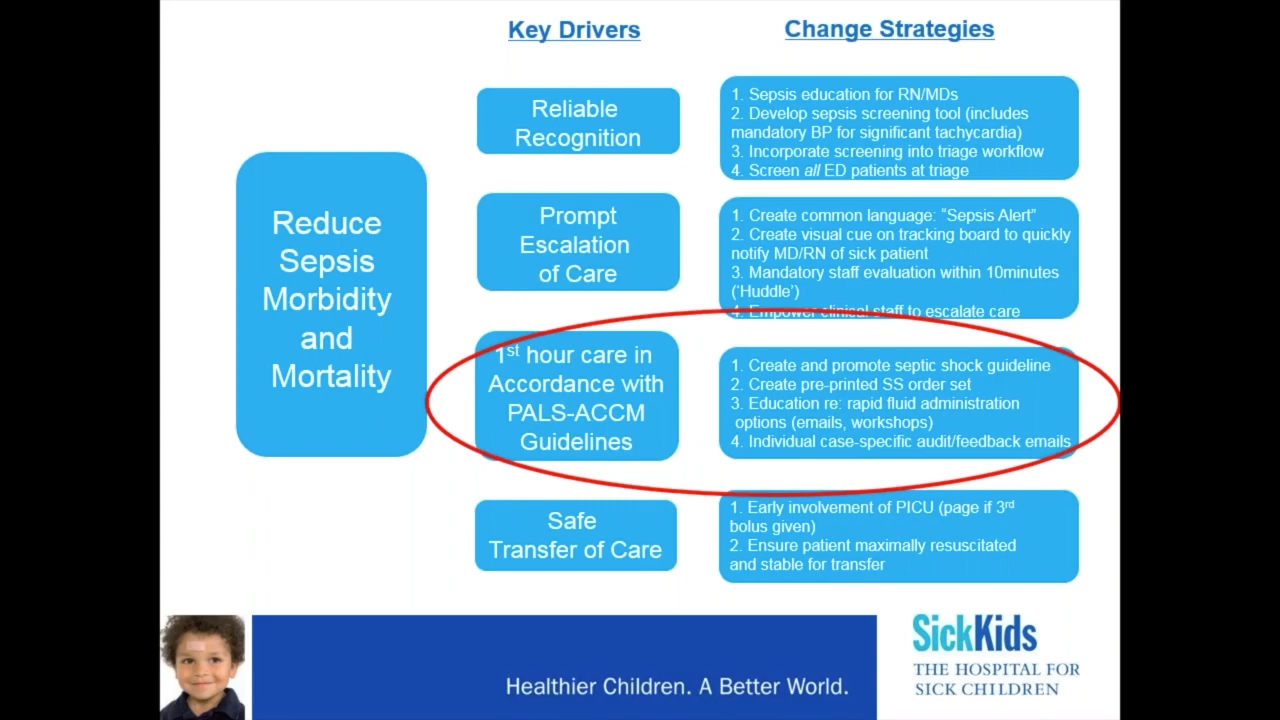 Key Drivers
Change Strategies
Reduce
Sepsis
Morbidity
and
Mortality
Reliable
Recognition
1. Sepsis education for RN/MDs
2. Develop sepsis screening tool (includes
mandatory BP for significant tachycardia)
3. Incorporate screening into triage workflow
4. Screen all ED patients at triage
Prompt
Escalation
of Care
1. Create common language: “Sepsis Alert”
2. Create visual cue on tracking board to quickly
notify MD/RN of sick patient
3. Mandatory staff evaluation within 10minutes
(‘Huddle’)
4. Empower clinical staff to escalate care
1st hour care in
Accordance with
PALS-ACCM
Guidelines
1. Create and promote septic shock guideline
2. Create pre-printed SS order set
3. Education re: rapid fluid administration
options (emails, workshops)
4. Individual case-specific audit/feedback emails
Safe
Transfer of Care
1. Early involvement of PICU (page if 3rd
bolus given)
2. Ensure patient maximally resuscitated
and stable for transfer
Healthier Children. A Better World.
SickKids
THE HOSPITAL FOR
SICK CHILDREN